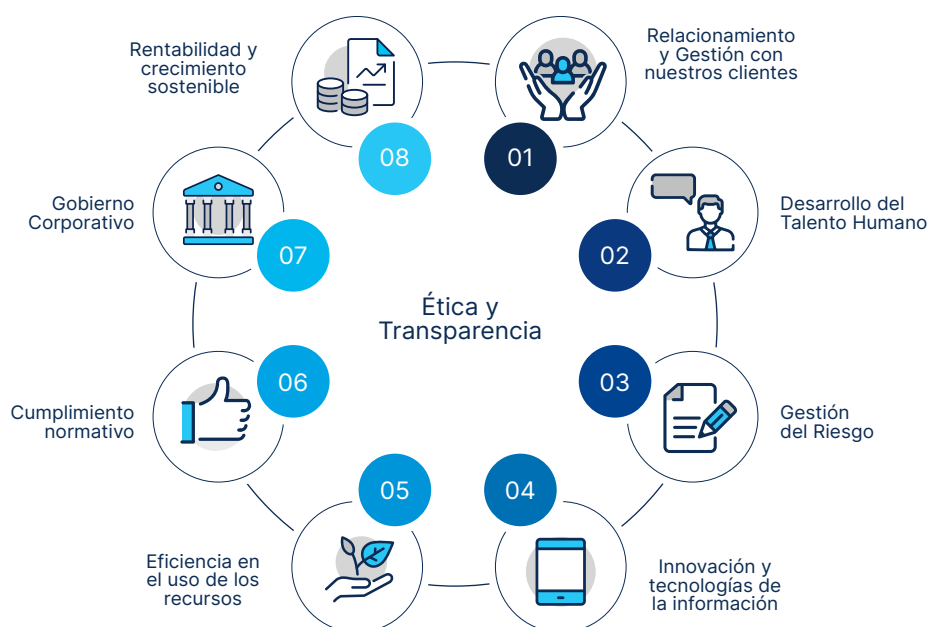 Relacionamiento
y Gestión con
nuestros clientes
01
Desarrollo del
Talento Humano
02
03
Gestión
del Riesgo
04
Innovación y
tecnologías de
la información
05
Eficiencia en
el uso de los
recursos
06
Cumplimiento
normativo
07
Gobierno
Corporativo
08
Rentabilidad y
crecimiento
sostenible
Ética y
Transparencia